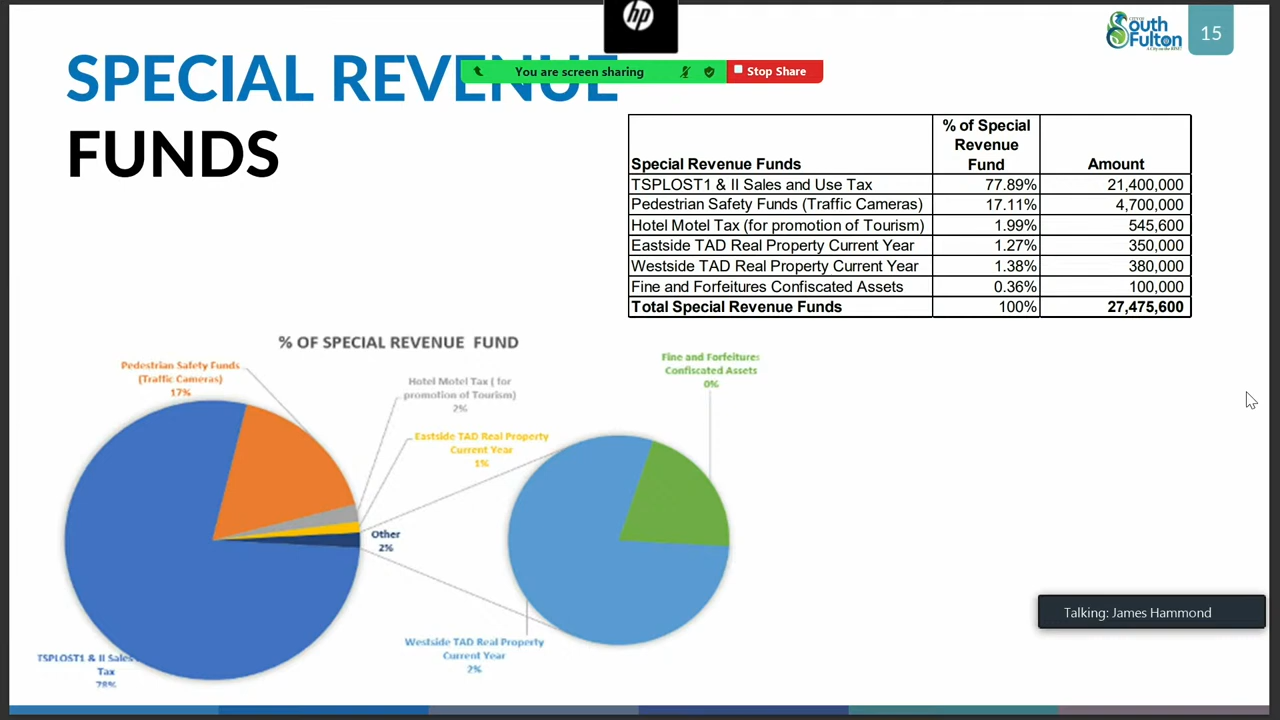 hp
CITY OF
South
Fulton
15
You are screen sharing
Stop Share
SPECIAL REVENUE
FUNDS
Special Revenue Funds % of Special Revenue Fund Amount
TSPLOST1 & II Sales and Use Tax 77.89% 21,400,000
Pedestrian Safety Funds (Traffic Cameras) 17.11% 4,700,000
Hotel Motel Tax (for promotion of Tourism) 1.99% 545,600
Eastside TAD Real Property Current Year 1.27% 350,000
Westside TAD Real Property Current Year 1.38% 380,000
Fine and Forfeitures Confiscated Assets 0.36% 100,000
Total Special Revenue Funds 100% 27,475,600
% OF SPECIAL REVENUE FUND
Pedestrian Safety Funds
(Traffic Cameras)
17%
Hotel Motel Tax ( for
promotion of Tourism)
2%
Eastside TAD Real Property
Current Year
1%
Other
2%
Fine and Forfeitures
Confiscated Assets
0%
Westside TAD Real Property
Current Year
2%
TSPLOST1 & II Sales
Tax
78%
Talking: James Hammond